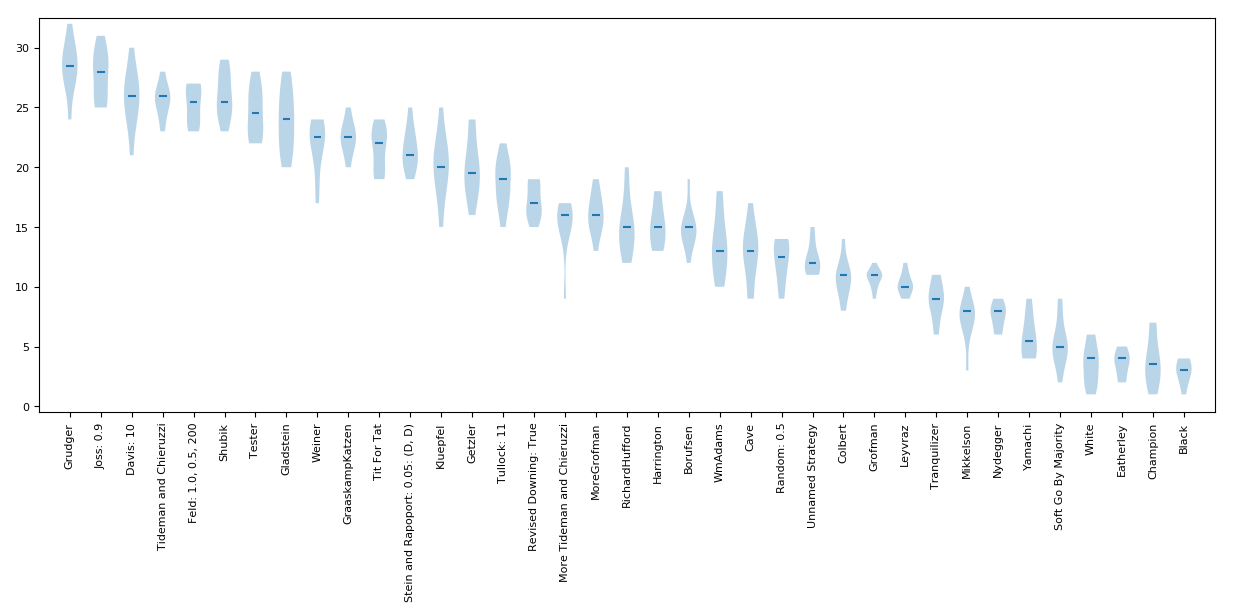 30
25
20
15
10
5
0
Grudger
Joss: 0.9
Davis: 10
Tideman and Chieruzzi
Feld: 1.0, 0.5, 200
Shubik
Tester
Gladstein
Weiner
GraaskampKatzen
Tit For Tat
Stein and Rapoport: 0.05: (D, D)
Kluepfel
Getzler
Tullock: 11
Revised Downing: True
More Tideman and Chieruzzi
MoreGrofman
RichardHufford
Harrington
Borufsen
WmAdams
Cave
Random: 0.5
Unnamed Strategy
Colbert
Grofman
Leyvraz
Tranquilizer
Mikkelson
Nydegger
Yamachi
Soft Go By Majority
White
Eatherley
Champion
Black